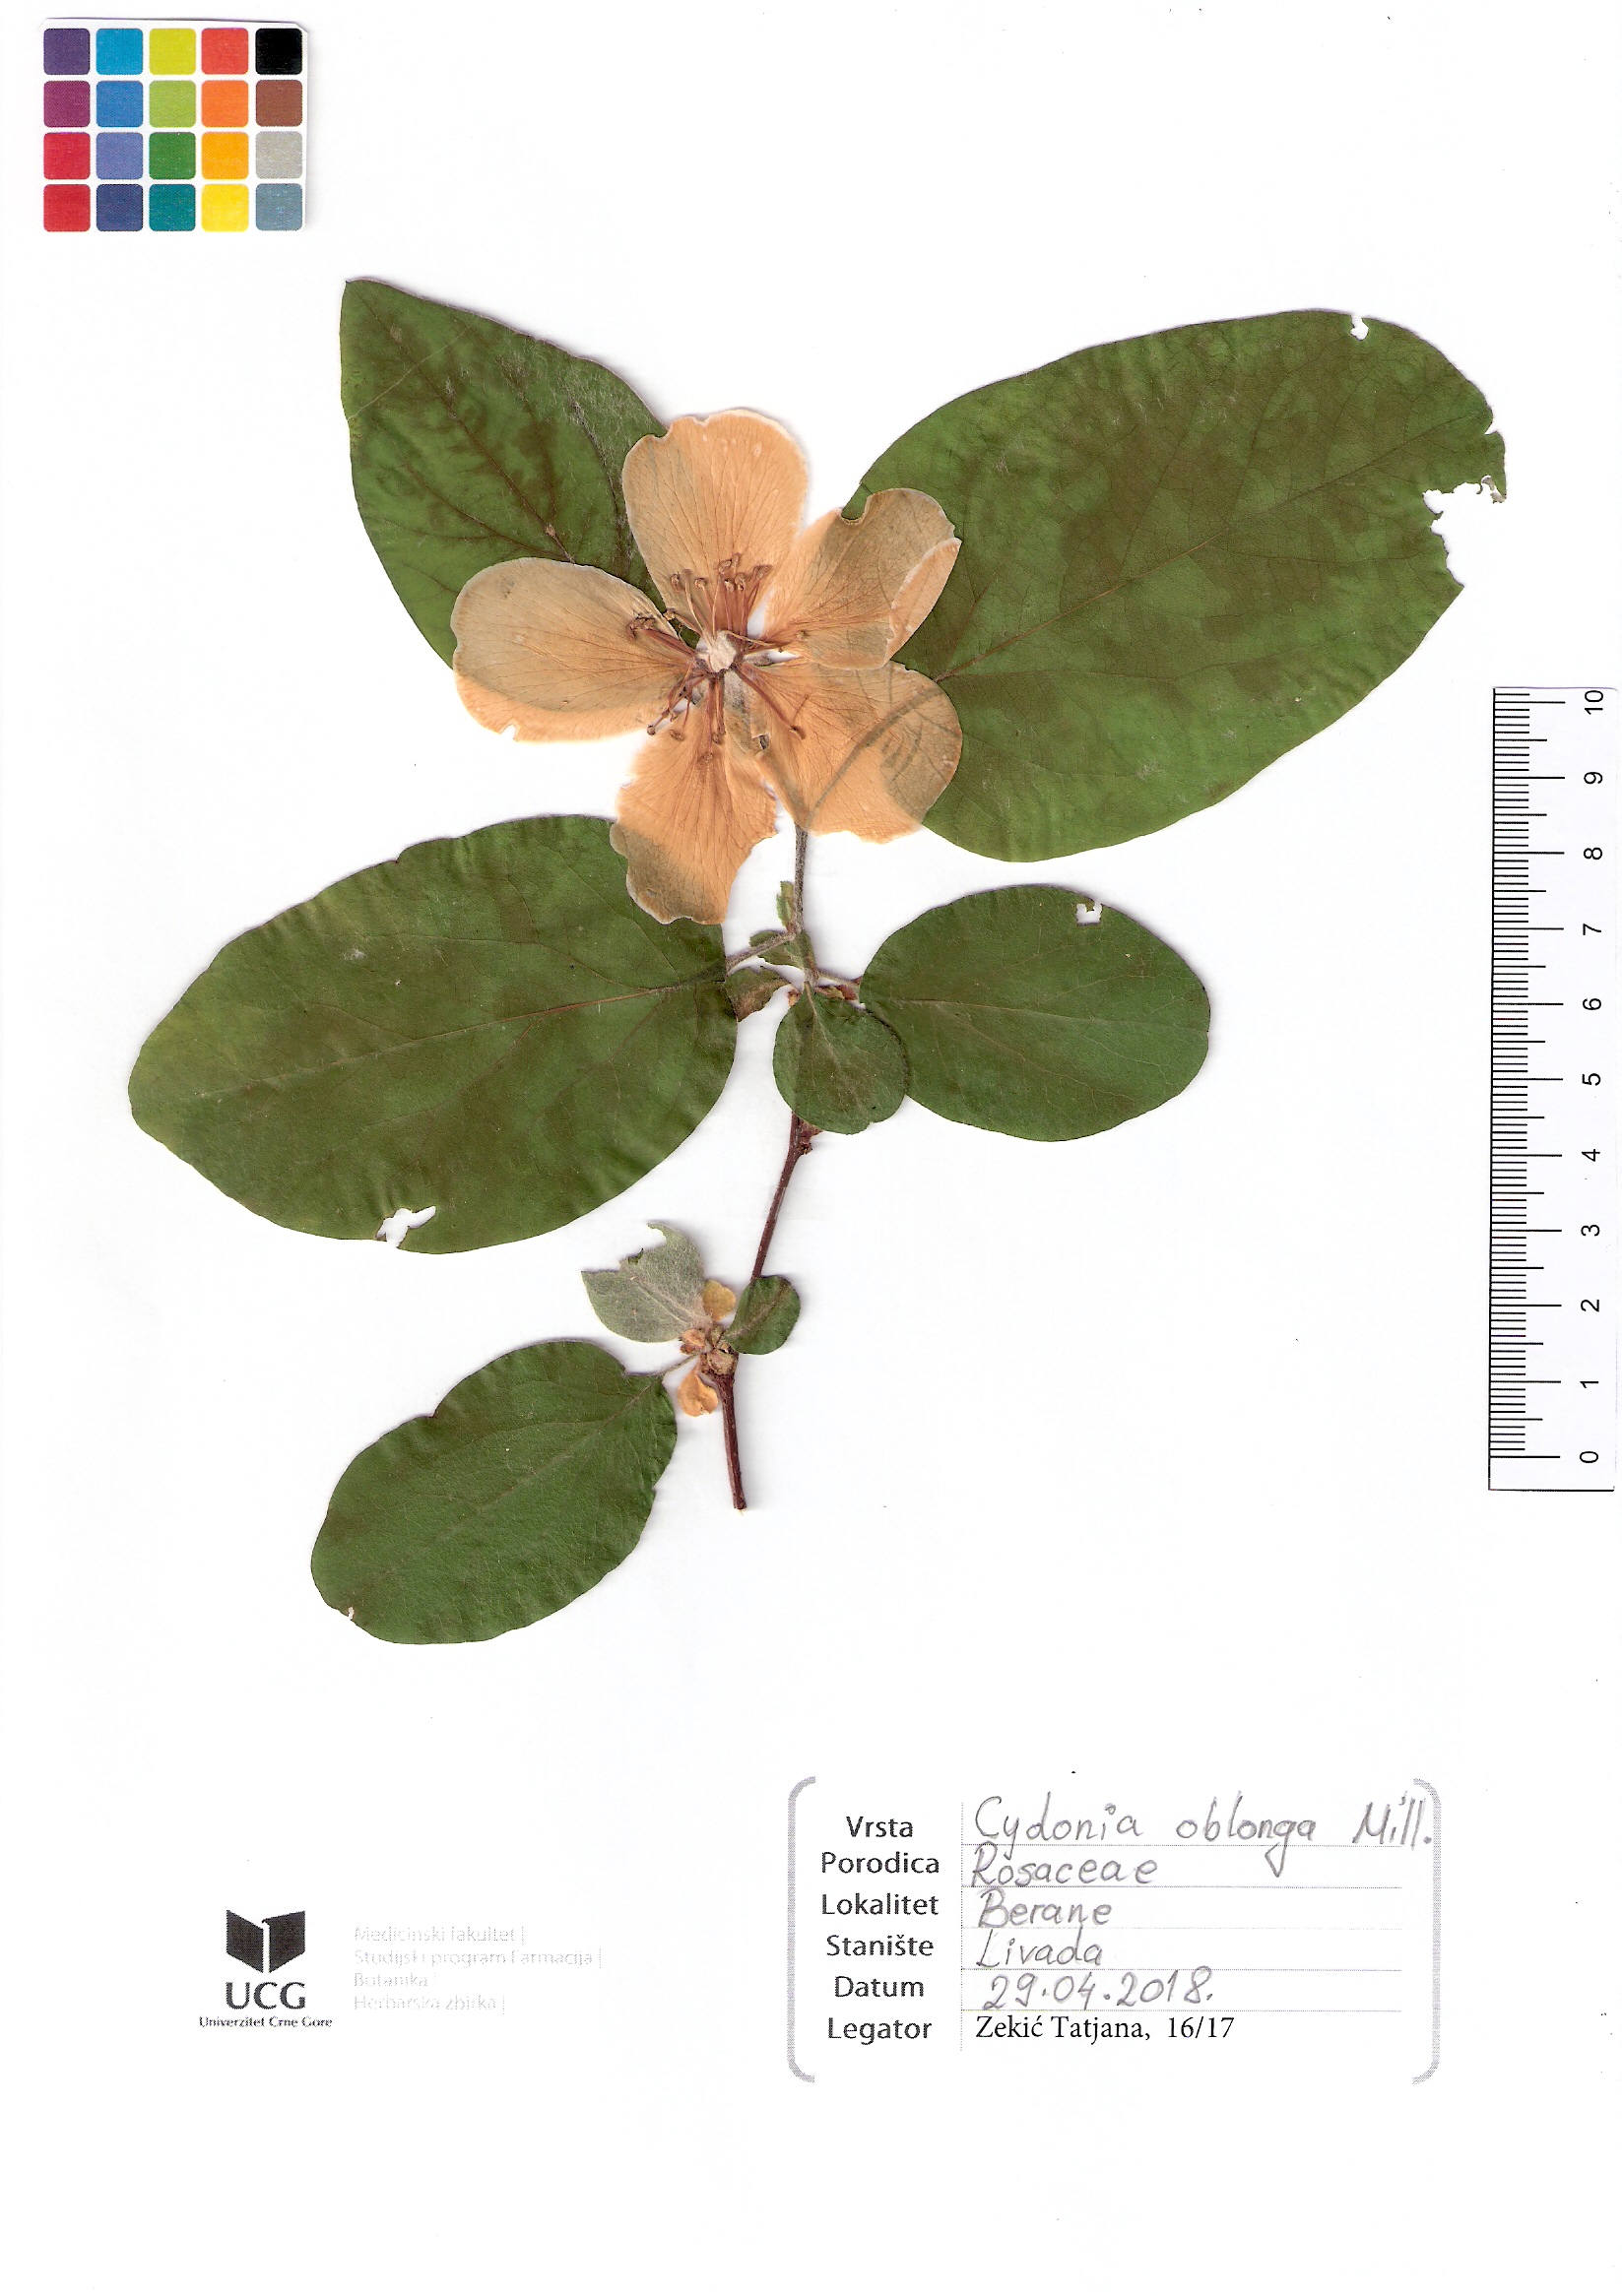 10
9
8
7
6
5
4
3
2
1
0
Vrsta Cydonia oblonga Mill.
Porodica Rosaceae
Lokalitet Berane
Stanište Livada
Datum 29.04.2018.
Legator Zekić Tatjana, 16/17
UCG
Univerzitet Crne Gore
Medicinski fakultet |
Studijski program Farmacija |
Botanika |
Herbarska zbirka |